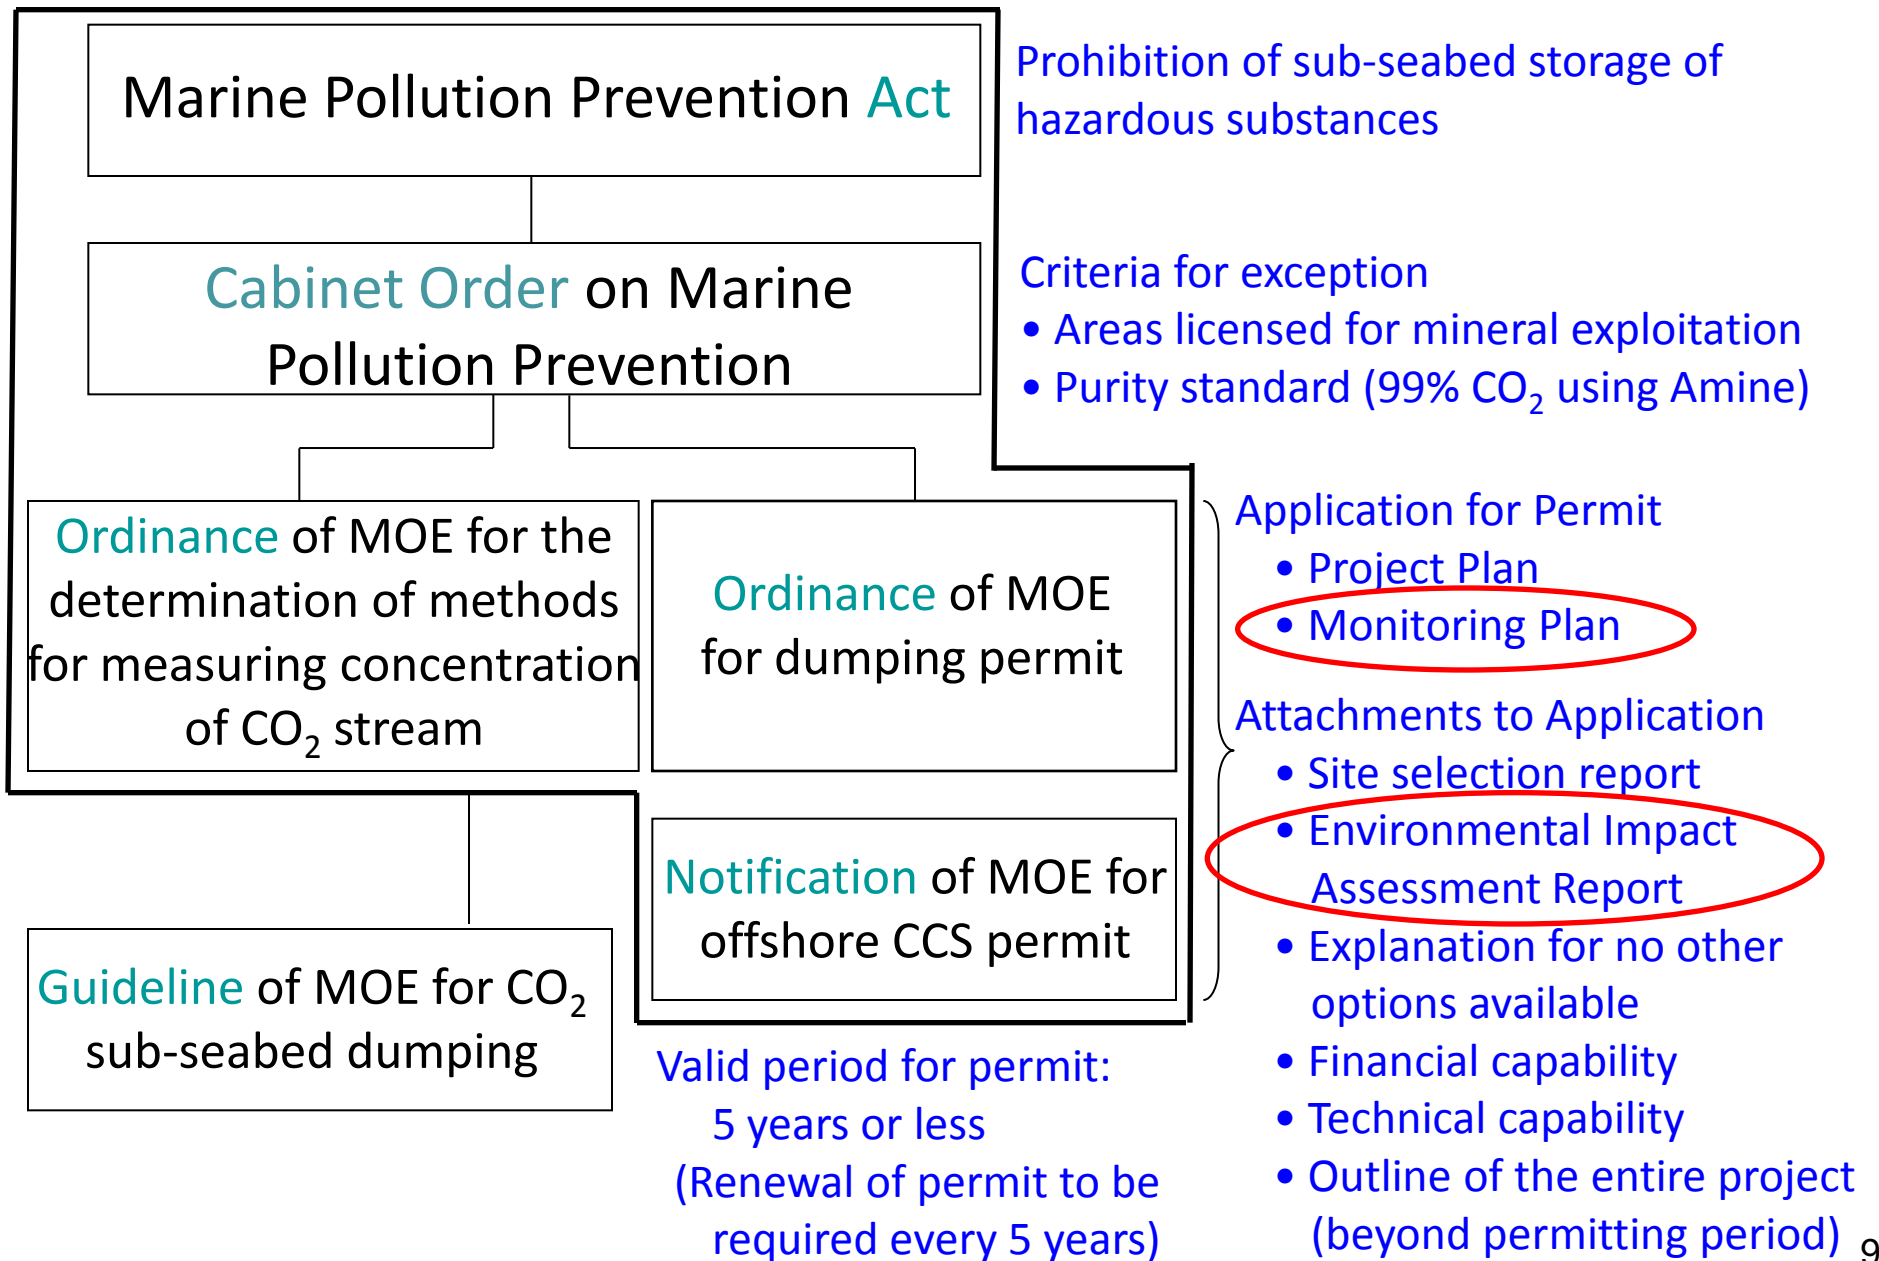 Marine Pollution Prevention Act
Prohibition of sub-seabed storage of
hazardous substances
Cabinet Order on Marine
Pollution Prevention
Criteria for exception
• Areas licensed for mineral exploitation
• Purity standard (99% CO₂ using Amine)
Ordinance of MOE for the
determination of methods
for measuring concentration
of CO₂ stream
Ordinance of MOE
for dumping permit
Application for Permit
• Project Plan
• Monitoring Plan
Attachments to Application
• Site selection report
• Environmental Impact
Assessment Report
• Explanation for no other
options available
• Financial capability
• Technical capability
• Outline of the entire project
(beyond permitting period)
Notification of MOE for
offshore CCS permit
Guideline of MOE for CO₂
sub-seabed dumping
Valid period for permit:
5 years or less
(Renewal of permit to be
required every 5 years)
9